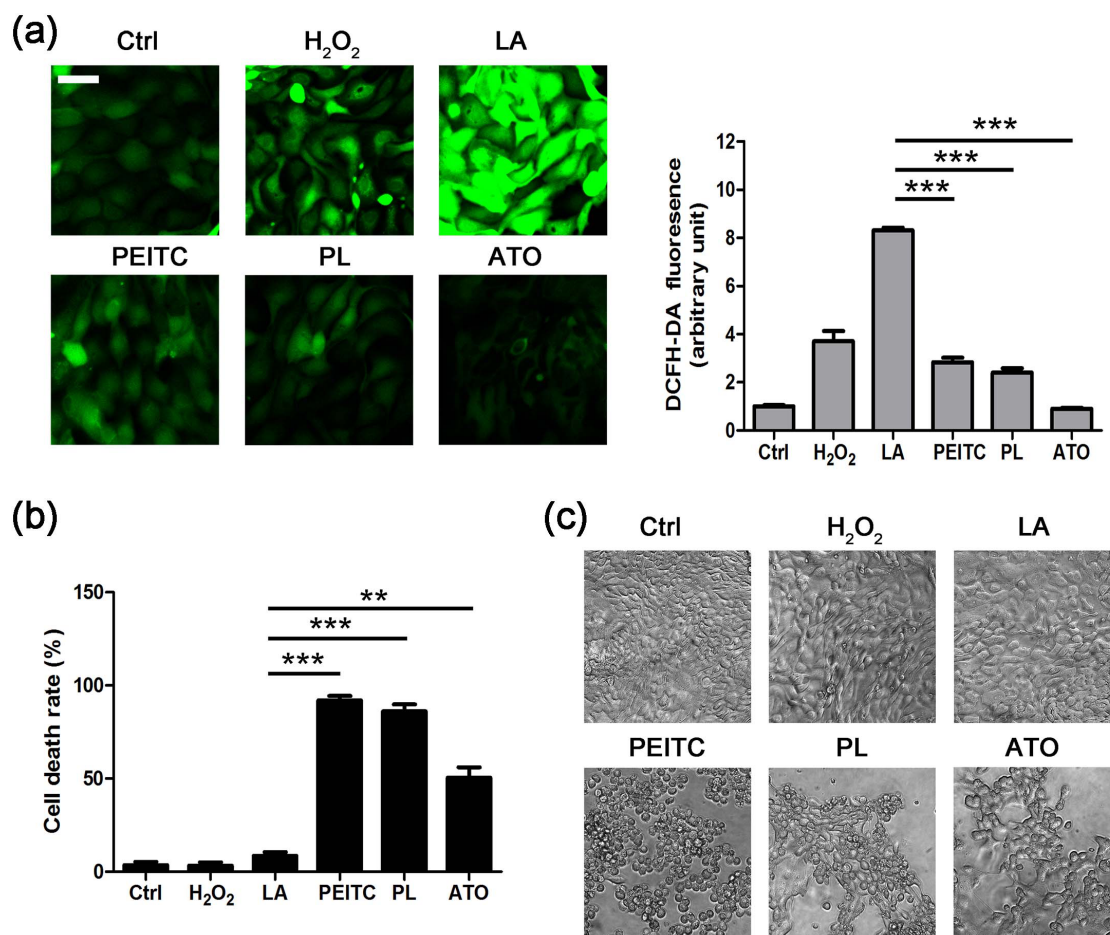 (a)
Ctrl H₂O₂ LA
PEITC PL ATO
DCFH-DA fluoresence
(arbitrary unit)
12
10
8
6
4
2
0
***
***
***
Ctrl H₂O₂ LA PEITC PL ATO
(b)
Cell death rate (%)
150
100
50
0
**
***
***
Ctrl H₂O₂ LA PEITC PL ATO
(c)
Ctrl H₂O₂ LA
PEITC PL ATO